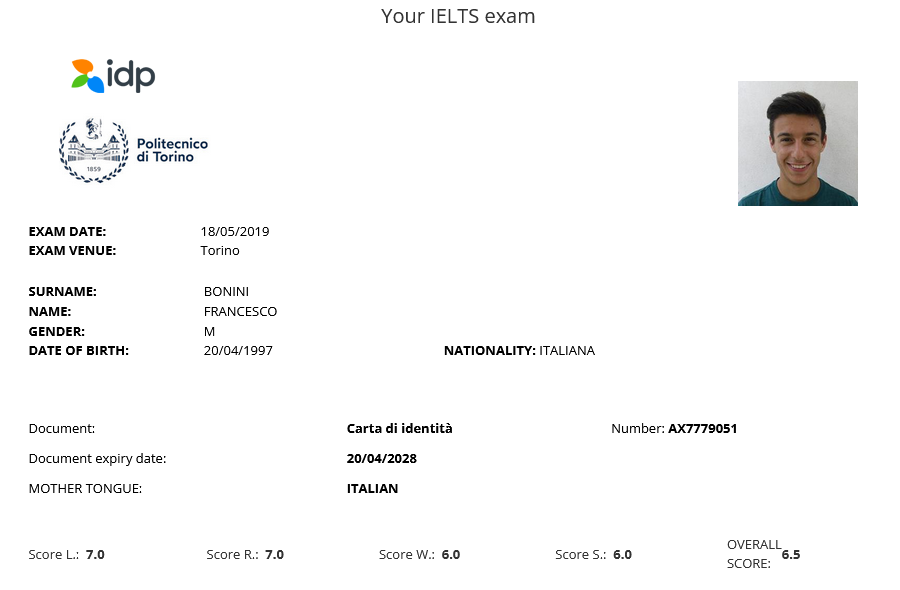 Your IELTS exam
idp
Politecnico
di Torino
1859
EXAM DATE: 18/05/2019
EXAM VENUE: Torino
SURNAME: BONINI
NAME: FRANCESCO
GENDER: M
DATE OF BIRTH: 20/04/1997 NATIONALITY: ITALIANA
Document: Carta di identità Number: AX7779051
Document expiry date: 20/04/2028
MOTHER TONGUE: ITALIAN
Score L.: 7.0 Score R.: 7.0 Score W.: 6.0 Score S.: 6.0 OVERALL SCORE: 6.5